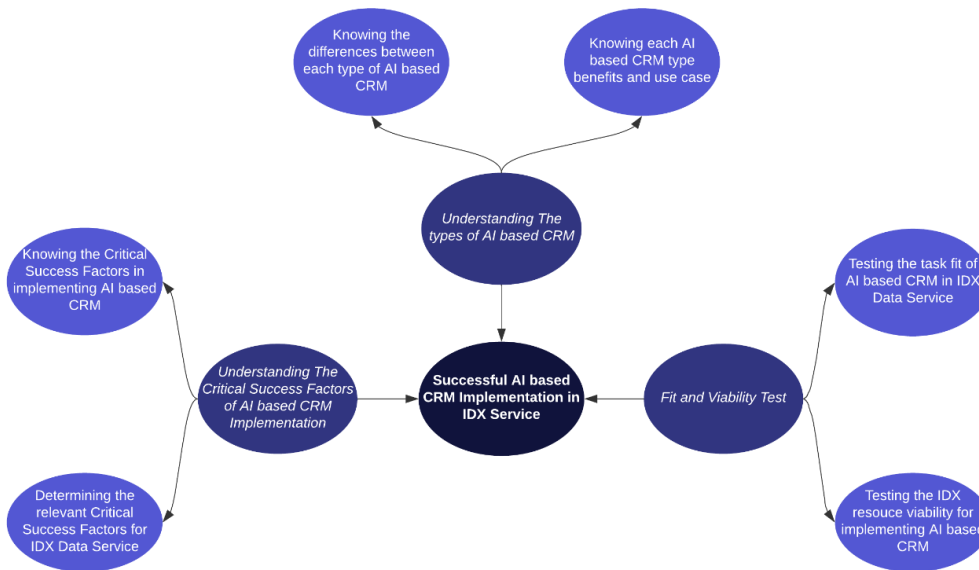 Knowing the
differences between
each type of AI based
CRM
Knowing each AI
based CRM type
benefits and use case
Understanding The
types of AI based CRM
Knowing the Critical
Success Factors in
implementing AI based
CRM
Testing the task fit of
AI based CRM in IDX
Data Service
Understanding The
Critical Success Factors
of AI based CRM
Implementation
Successful AI based
CRM Implementation in
IDX Service
Fit and Viability Test
Determining the
relevant Critical
Success Factors for
IDX Data Service
Testing the IDX
resouce viability for
implementing AI based
CRM